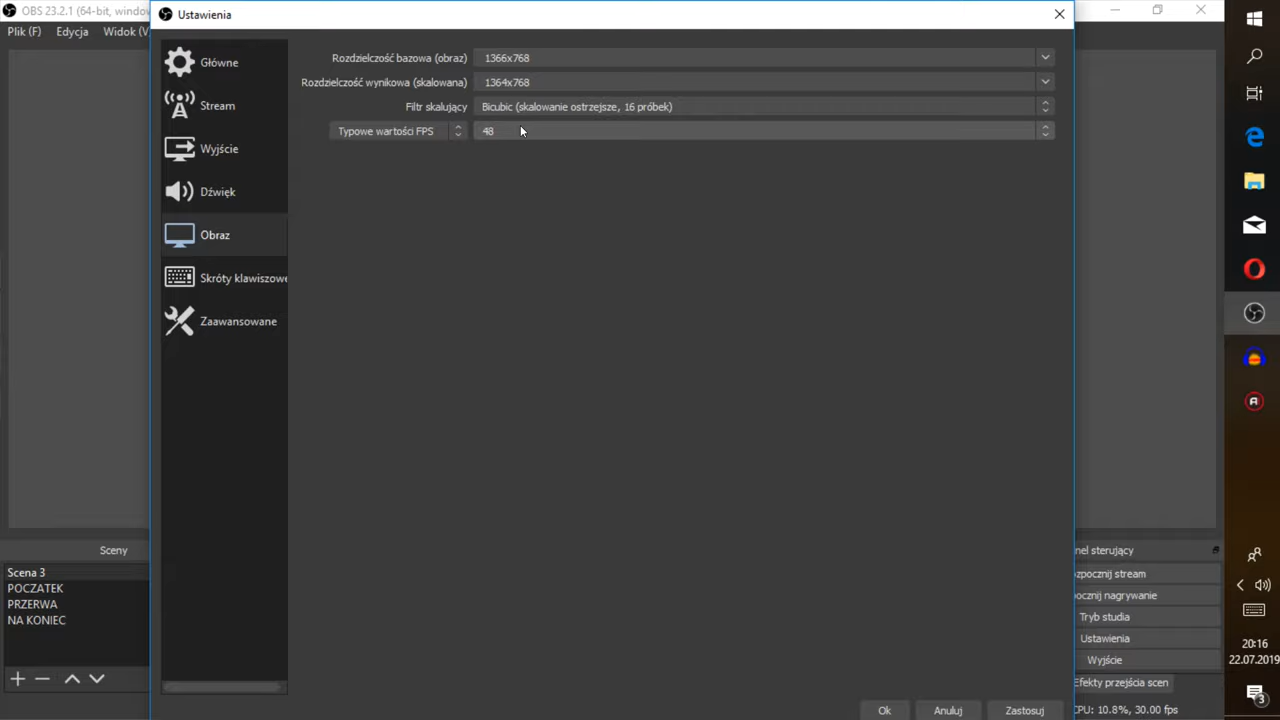 OBS 23.2.1 (64-bit, window
Plik (F) Edycja Widok (V
Ustawienia
Główne
Stream
Wyjście
Dźwięk
Obraz
Skróty klawiszowe
Zaawansowane
Rozdzielczość bazowa (obraz) 1366x768
Rozdzielczość wynikowa (skalowana) 1364x768
Filtr skalujący Bicubic (skalowanie ostrzejsze, 16 próbek)
Typowe wartości FPS 48
Sceny
Scena 3
POCZATEK
PRZERWA
NA KONIEC
Ok Anuluj Zastosuj
nel sterujący
zpocznij stream
ocznij nagrywanie
Tryb studia
Ustawienia
Wyjście
Efekty przejścia scen
CPU: 10.8%, 30.00 fps
20:16
22.07.2019
3